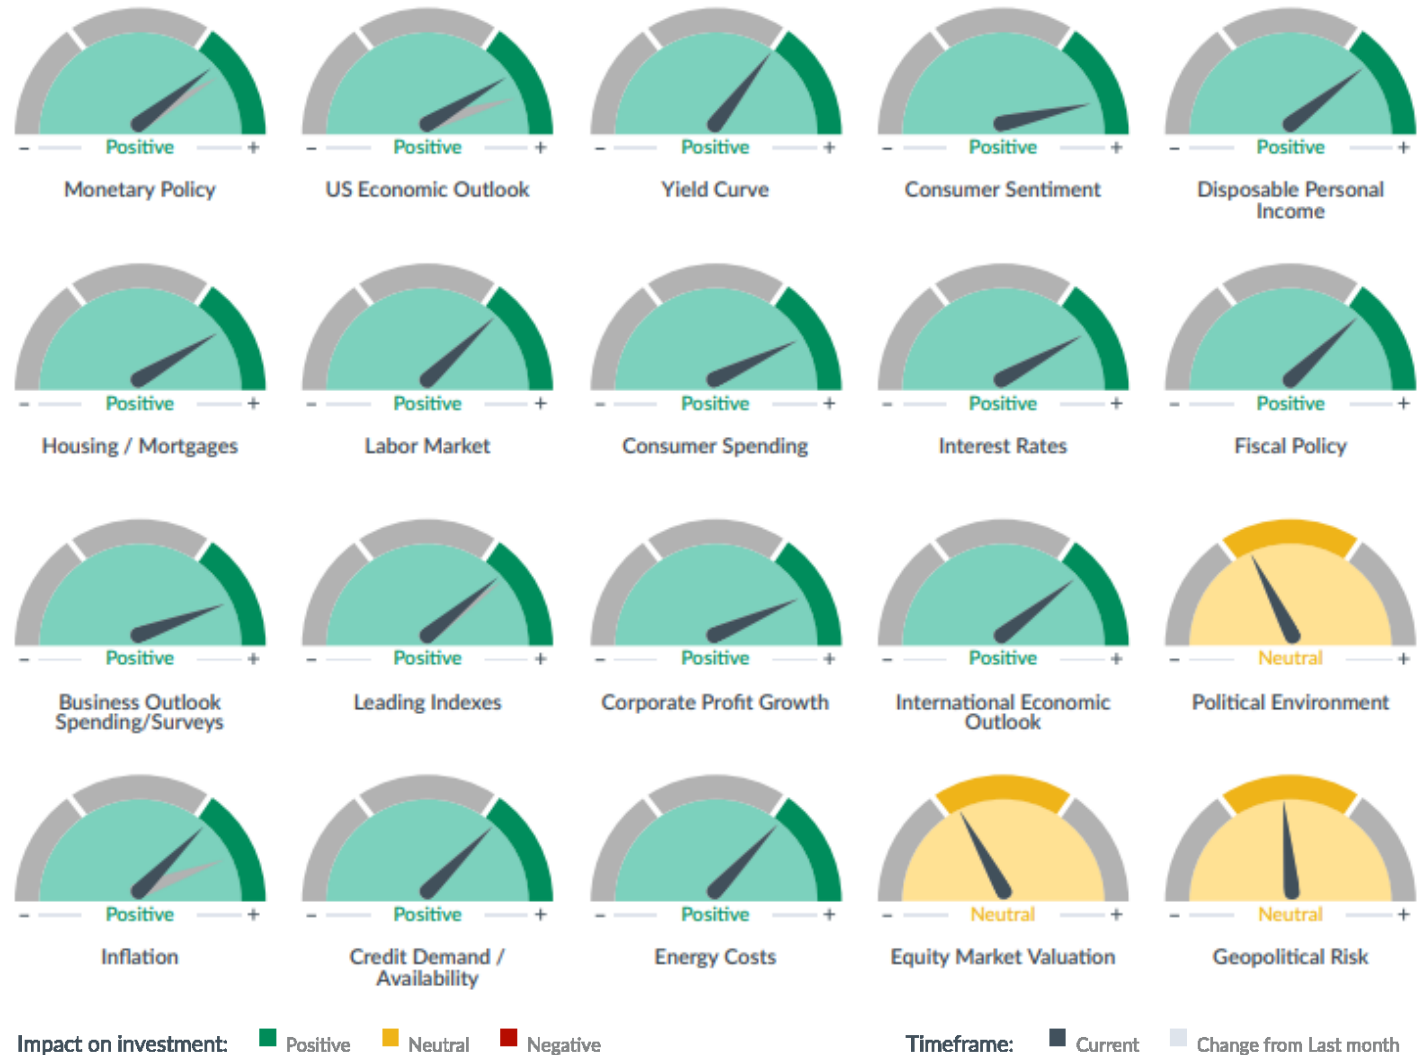 - Positive +
- Positive +
- Positive +
- Positive +
- Positive +
Monetary Policy
US Economic Outlook
Yield Curve
Consumer Sentiment
Disposable Personal
Income
- Positive +
- Positive +
- Positive +
- Positive +
- Positive +
Housing / Mortgages
Labor Market
Consumer Spending
Interest Rates
Fiscal Policy
- Positive +
- Positive +
- Positive +
- Positive +
- Neutral +
Business Outlook
Spending/Surveys
Leading Indexes
Corporate Profit Growth
International Economic
Outlook
Political Environment
- Positive +
- Positive +
- Positive +
- Neutral +
- Neutral +
Inflation
Credit Demand /
Availability
Energy Costs
Equity Market Valuation
Geopolitical Risk
Impact on investment: Positive Neutral Negative
Timeframe: Current Change from Last month